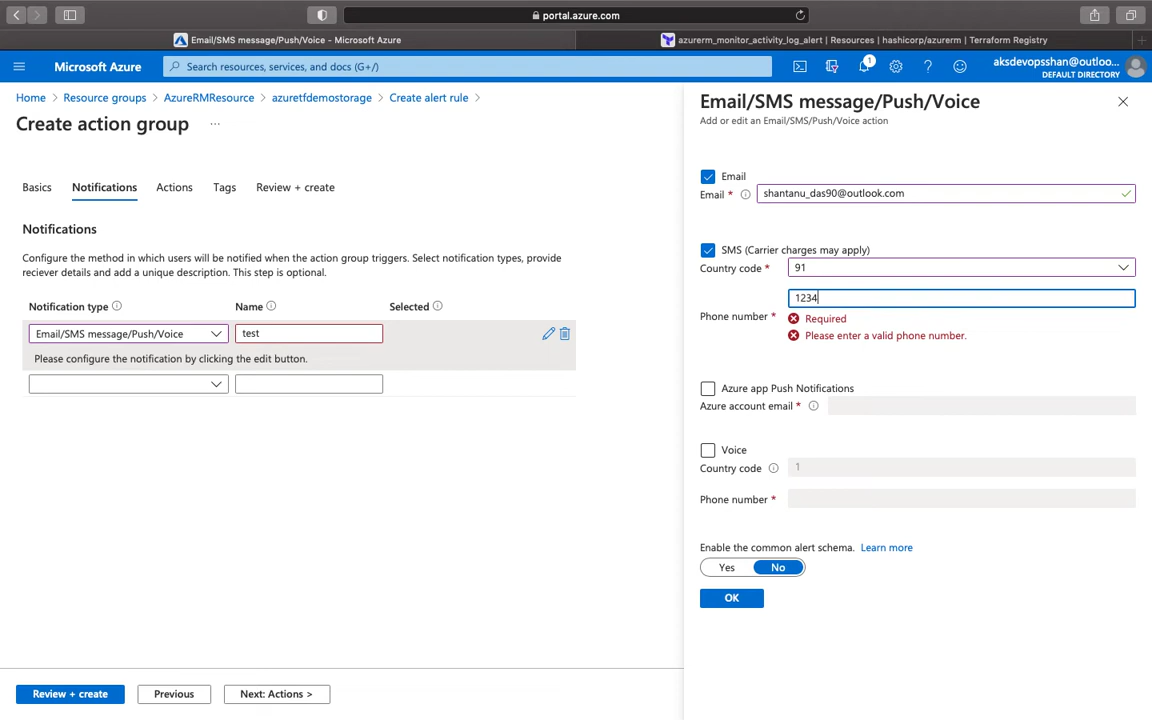 portal.azure.com
Email/SMS message/Push/Voice - Microsoft Azure
azurerm_monitor_activity_log_alert | Resources | hashicorp/azurerm | Terraform Registry
Microsoft Azure
Search resources, services, and docs (G+/)
1
aksdevopsshan@outloo...
DEFAULT DIRECTORY
Home > Resource groups > AzureRMResource > azuretfdemostorage > Create alert rule >
Create action group ...
Basics
Notifications
Actions
Tags
Review + create
Notifications
Configure the method in which users will be notified when the action group triggers. Select notification types, provide
reciever details and add a unique description. This step is optional.
Notification type
Name
Selected
Email/SMS message/Push/Voice
test
Please configure the notification by clicking the edit button.
Review + create
Previous
Next: Actions >
Email/SMS message/Push/Voice
Add or edit an Email/SMS/Push/Voice action
Email
Email *
shantanu_das90@outlook.com
SMS (Carrier charges may apply)
Country code *
91
1234
Phone number *
Required
Please enter a valid phone number.
Azure app Push Notifications
Azure account email *
Voice
Country code
1
Phone number *
Enable the common alert schema. Learn more
Yes
No
OK